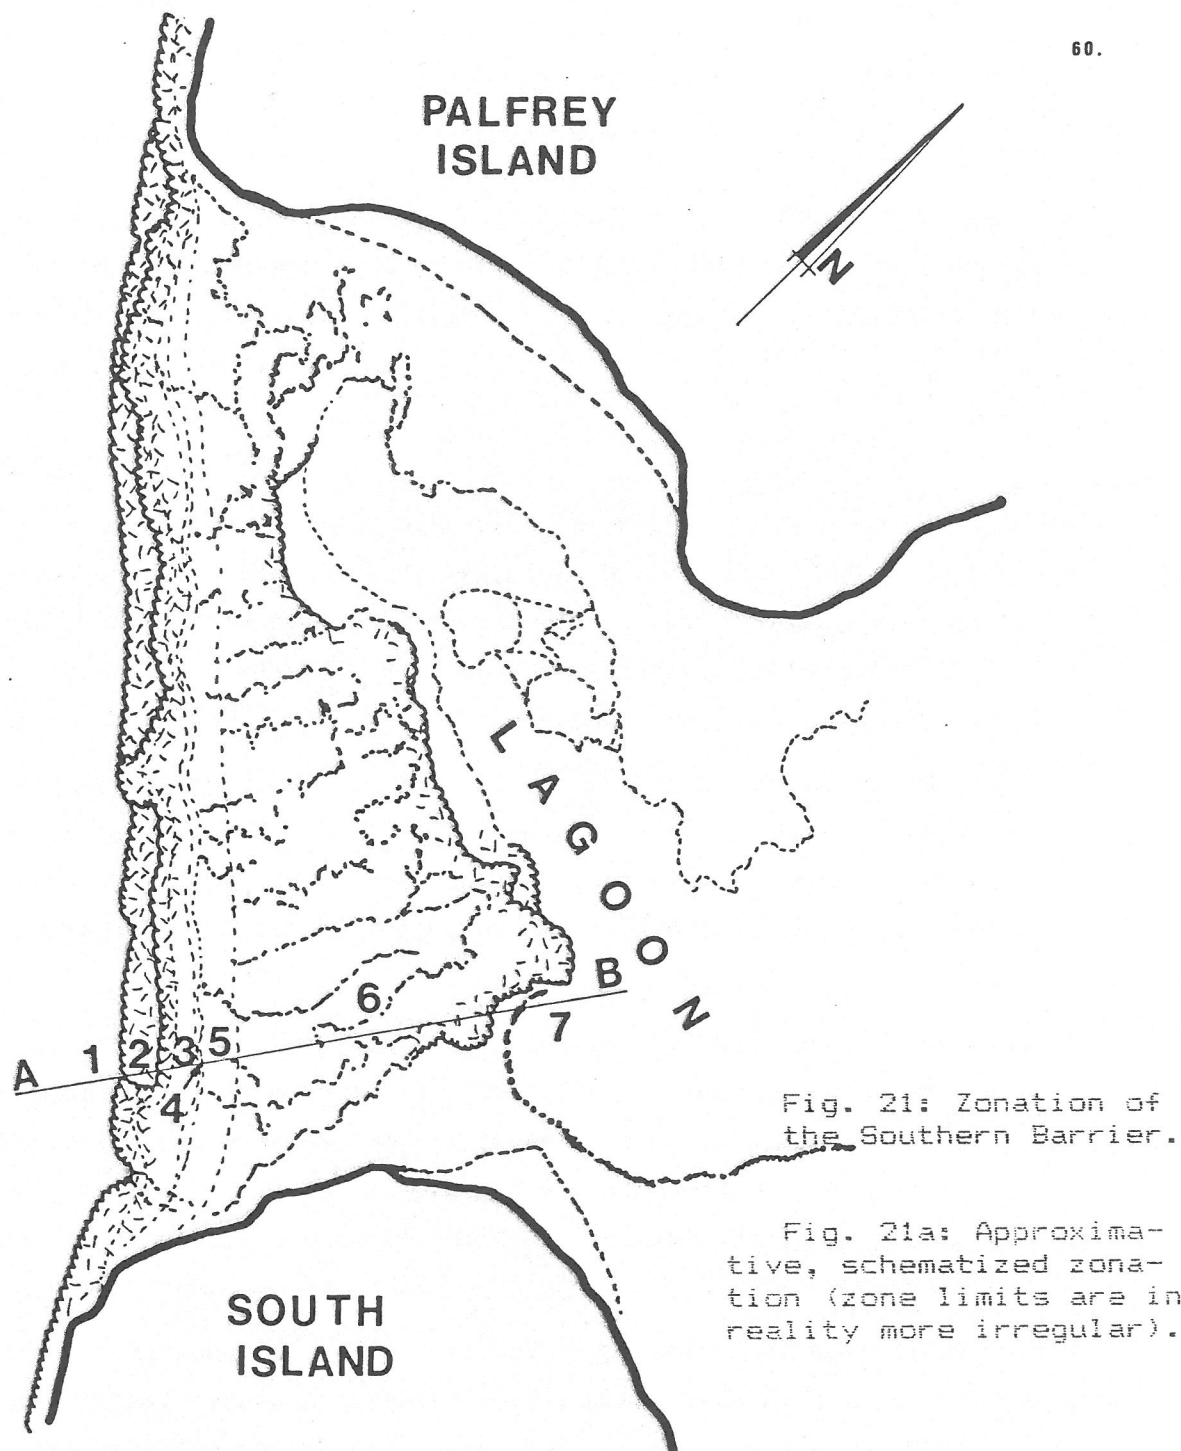 60.
PALFREY
ISLAND
N
LAGOON
A 1 2 3 5 6 7 B
4
Fig. 21: Zonation of
the Southern Barrier.
Fig. 21a: Approxima-
tive, schematized zona-
tion (zone limits are in
reality more irregular).
SOUTH
ISLAND